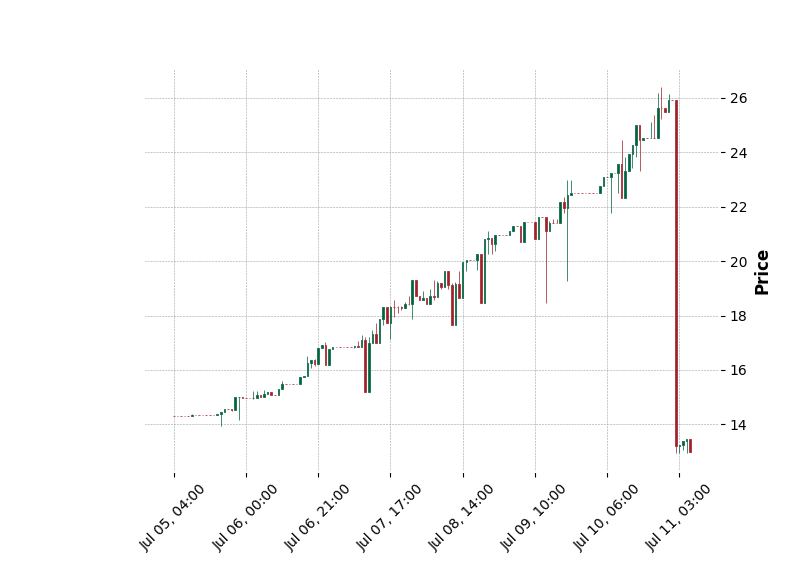 26
24
22
20
18
16
14
Price
Jul 05, 04:00
Jul 06, 00:00
Jul 06, 21:00
Jul 07, 17:00
Jul 08, 14:00
Jul 09, 10:00
Jul 10, 06:00
Jul 11, 03:00